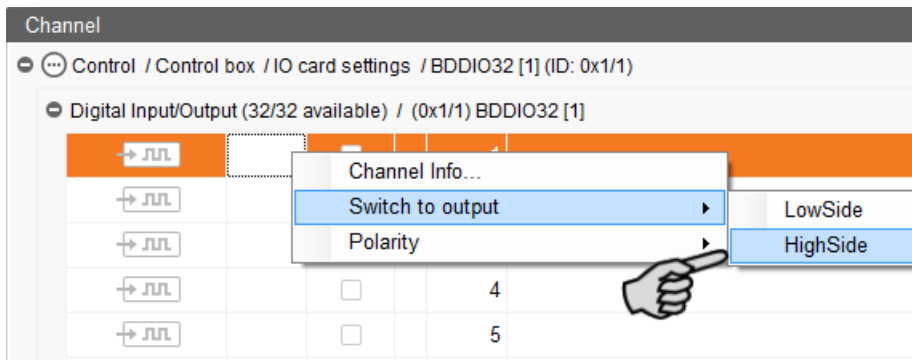 Channel
Control / Control box / IO card settings / BDDIO32 [1] (ID: 0x1/1)
Digital Input/Output (32/32 available) / (0x1/1) BDDIO32 [1]
Channel Info...
Switch to output
LowSide
Polarity
HighSide
4
5